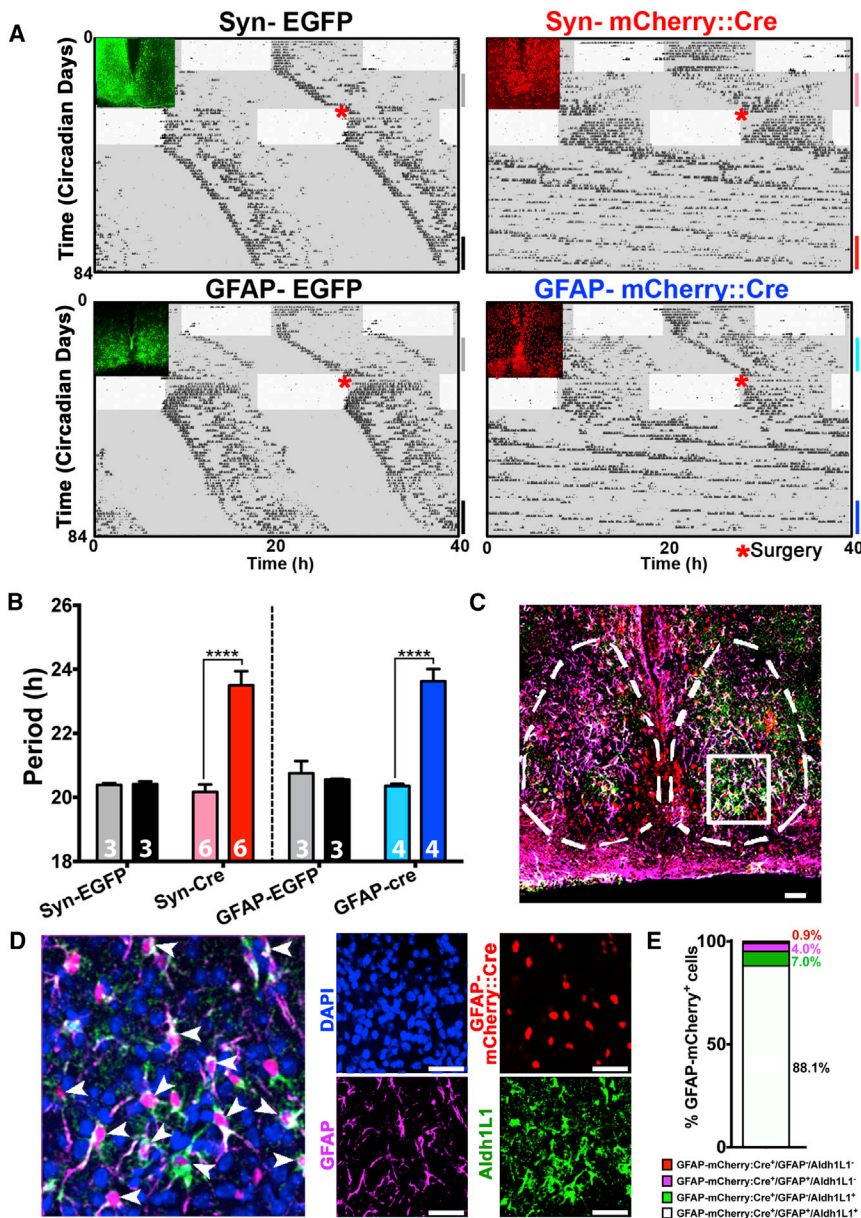 A
Syn- EGFP
Syn- mCherry::Cre
Time (Circadian Days)
0
84
*
*
GFAP- EGFP
GFAP- mCherry::Cre
Time (Circadian Days)
0
84
*
*
0 20 40
Time (h)
0 20 40
Time (h)
*Surgery
B
Period (h)
26
24
22
20
18
****
****
3 3 6 6 3 3 4 4
Syn-EGFP
Syn-Cre
GFAP-EGFP
GFAP-cre
C
D
DAPI
GFAP-
mCherry::Cre
GFAP
Aldh1L1
E
% GFAP-mCherry+ cells
100
50
0
0.9%
4.0%
7.0%
88.1%
GFAP-mCherry:Cre+/GFAP-/Aldh1L1-
GFAP-mCherry:Cre+/GFAP+/Aldh1L1-
GFAP-mCherry:Cre+/GFAP-/Aldh1L1+
GFAP-mCherry:Cre+/GFAP+/Aldh1L1+